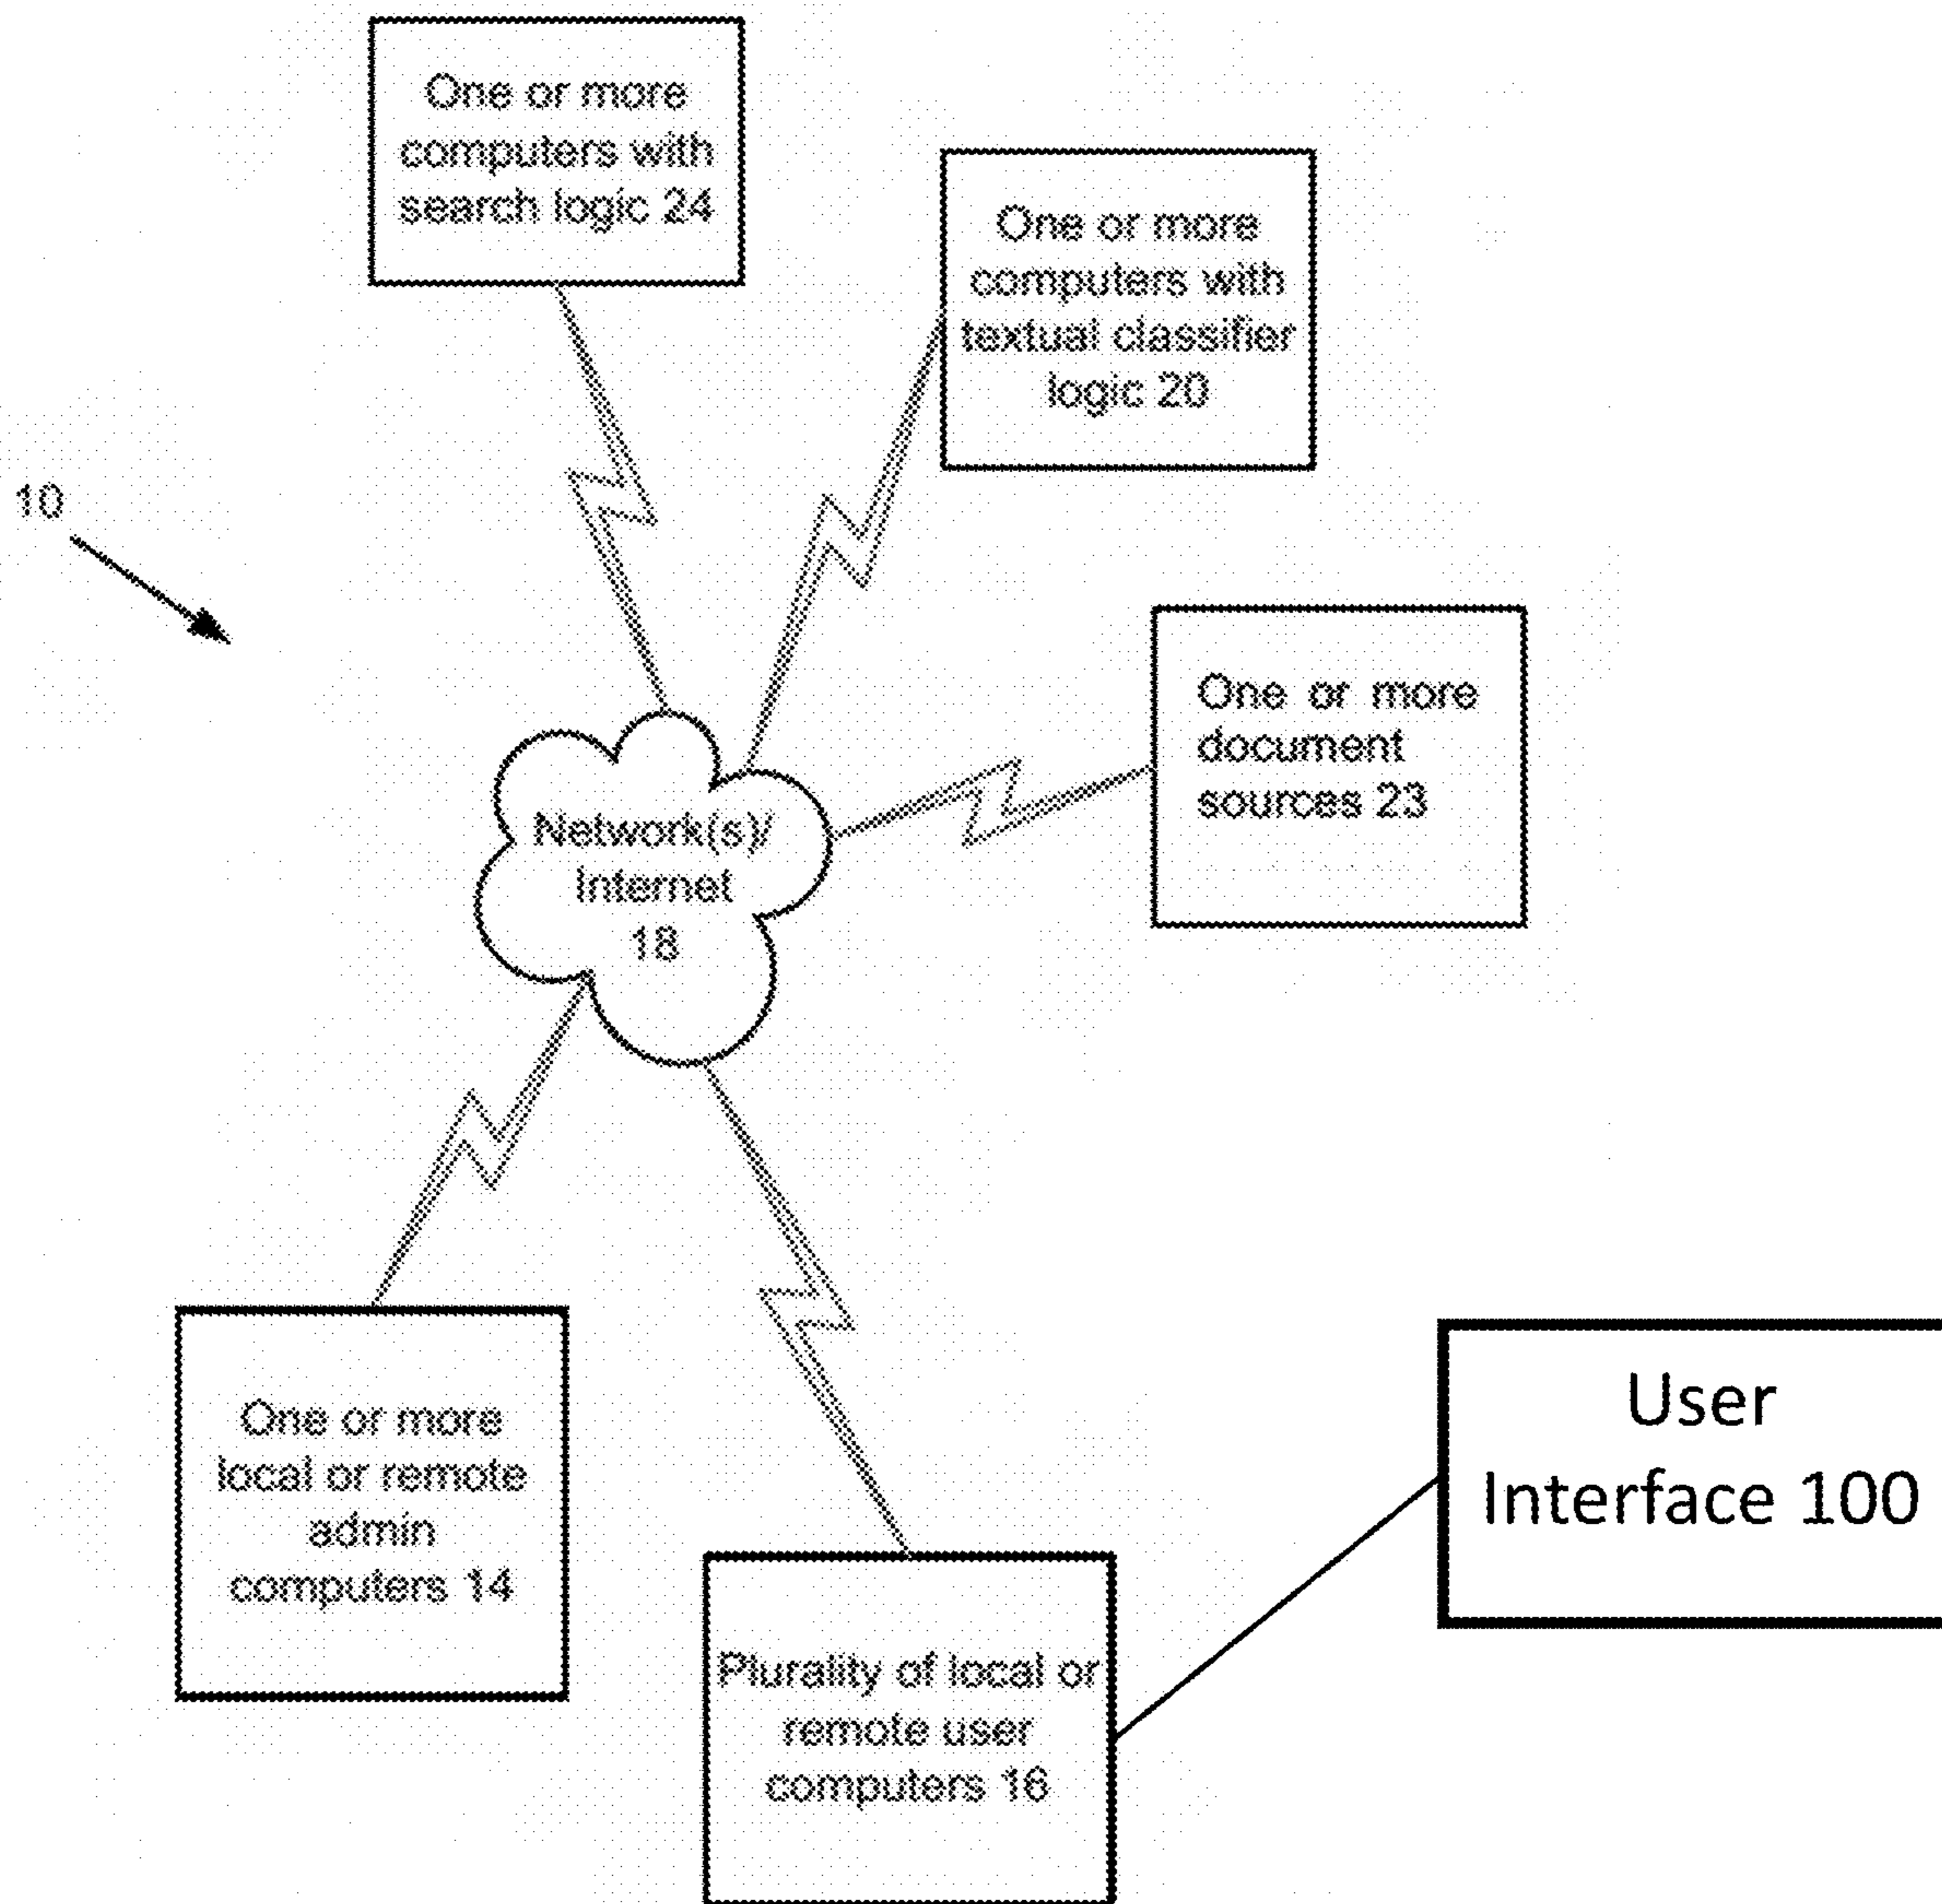 One or more
computers with
search logic 24
One or more
computers with
textual classifier
logic 20
10
One or more
document
sources 23
Network(s)/
Internet
18
One or more
local or remote
admin
computers 14
User
Interface 100
Plurality of local or
remote user
computers 16